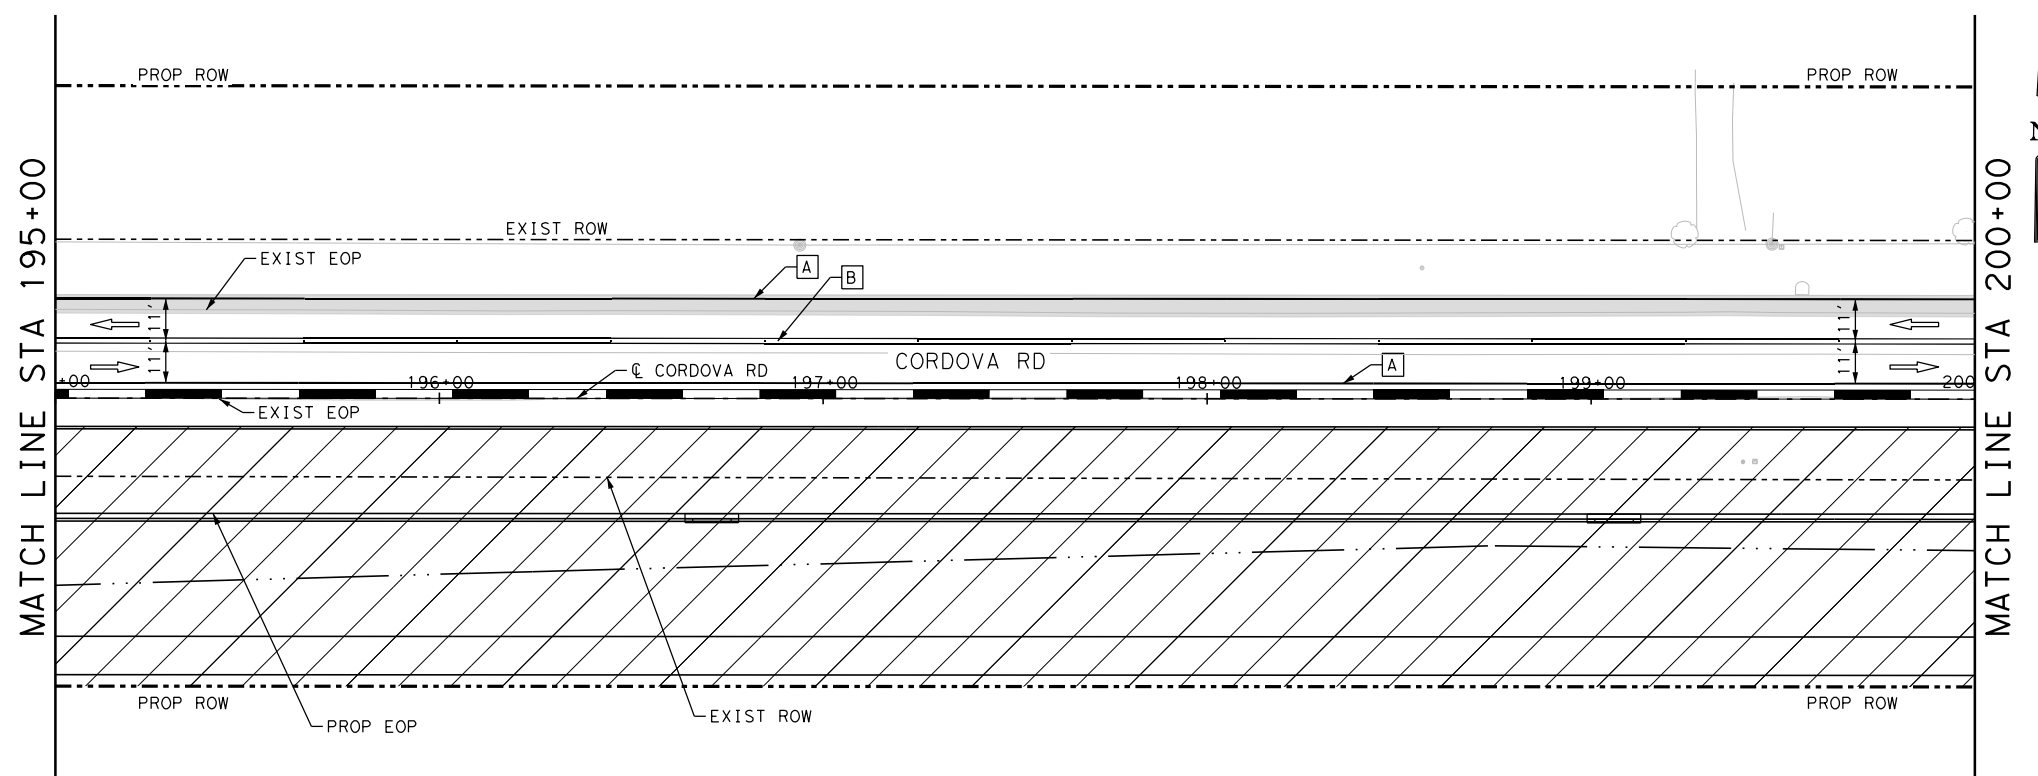 PROP ROW
PROP ROW
N
MATCH LINE STA 195+00
MATCH LINE STA 200+00
EXIST ROW
EXIST EOP
A
B
11'
11'
11'
11'
CORDOVA RD
℄ CORDOVA RD
A
+00
196+00
197+00
198+00
199+00
200
EXIST EOP
PROP ROW
PROP ROW
PROP EOP
EXIST ROW